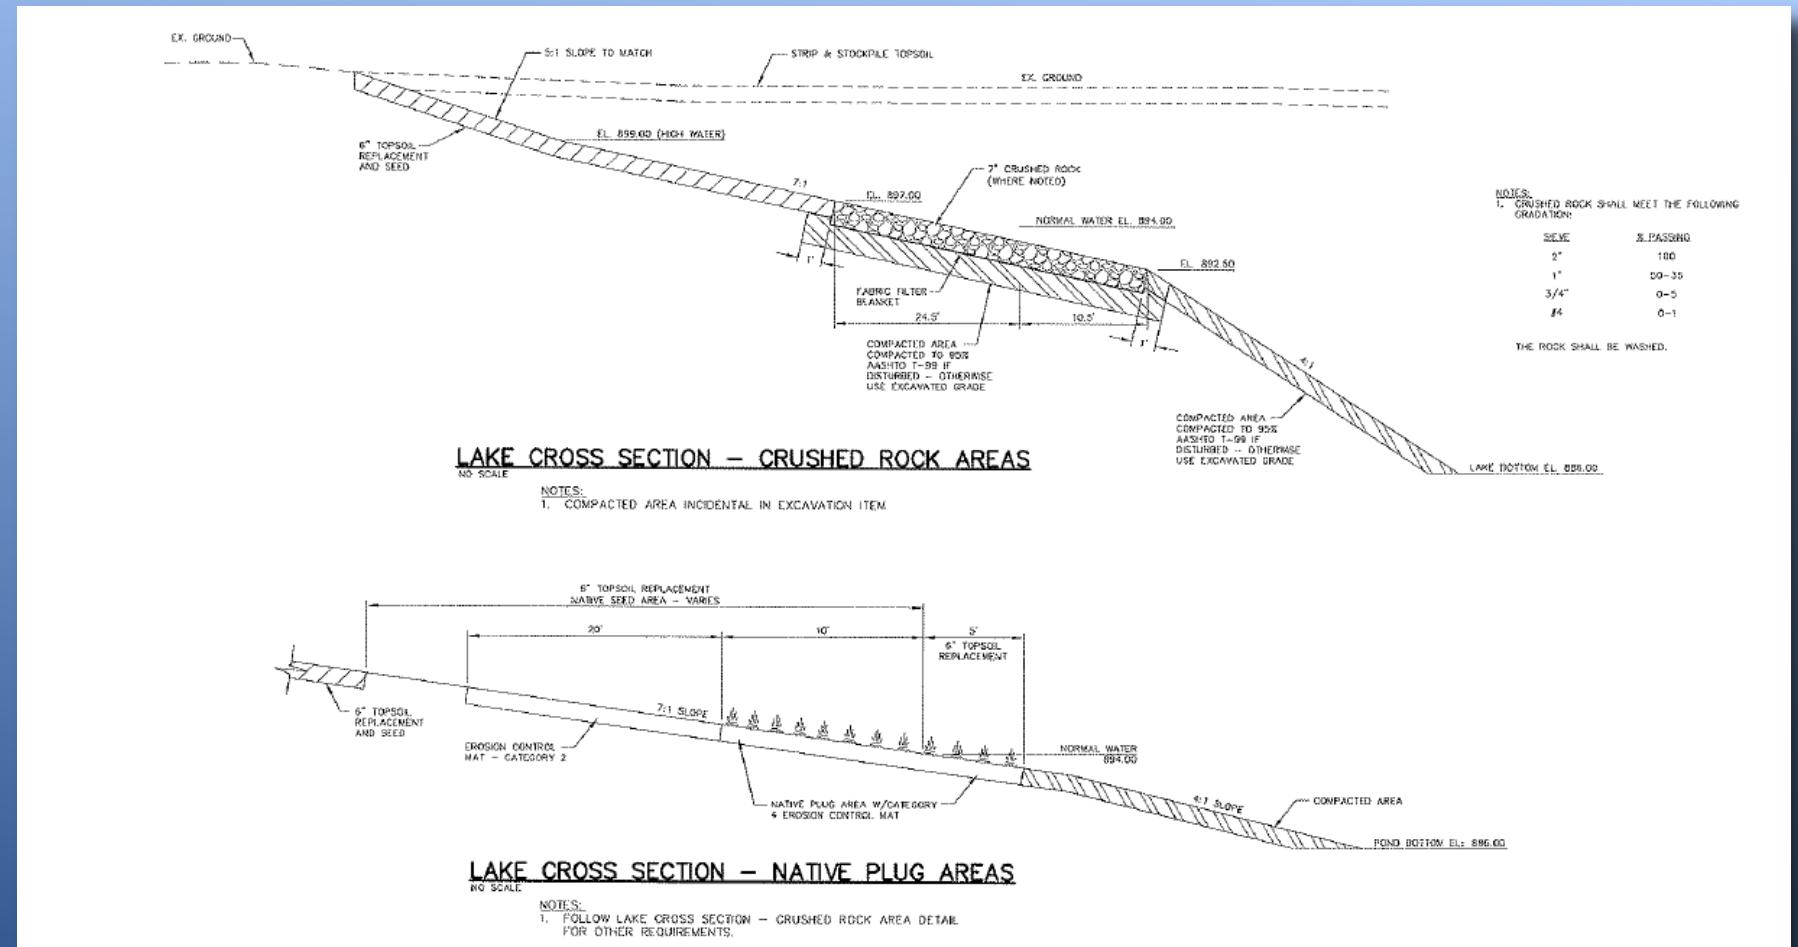 EX. GROUND
5:1 SLOPE TO MATCH
STRIP & STOCKPILE TOPSOIL
EX. GROUND
EL. 899.00 (HIGH WATER)
6" TOPSOIL
REPLACEMENT
AND SEED
7:1
7" CRUSHED ROCK
(WHERE NOTED)
EL. 897.00
NORMAL WATER EL. 894.00
EL. 892.50
1'
FABRIC FILTER
BLANKET
24.5'
10.5'
1'
COMPACTED AREA
COMPACTED TO 95%
AASHTO T-99 IF
DISTURBED - OTHERWISE
USE EXCAVATED GRADE
4:1
COMPACTED AREA
COMPACTED TO 95%
AASHTO T-99 IF
DISTURBED - OTHERWISE
USE EXCAVATED GRADE
LAKE BOTTOM EL. 886.00
NOTES:
1. CRUSHED ROCK SHALL MEET THE FOLLOWING
GRADATION:
SIEVE % PASSING
2" 100
1" 50-35
3/4" 0-5
#4 0-1
THE ROCK SHALL BE WASHED.
LAKE CROSS SECTION - CRUSHED ROCK AREAS
NO SCALE
NOTES:
1. COMPACTED AREA INCIDENTAL IN EXCAVATION ITEM
6" TOPSOIL REPLACEMENT
NATIVE SEED AREA - VARIES
20'
10'
5'
6" TOPSOIL
REPLACEMENT
6" TOPSOIL
REPLACEMENT
AND SEED
7:1 SLOPE
EROSION CONTROL
MAT - CATEGORY 2
NORMAL WATER
894.00
NATIVE PLUG AREA W/CATEGORY
4 EROSION CONTROL MAT
4:1 SLOPE
COMPACTED AREA
POND BOTTOM EL: 886.00
LAKE CROSS SECTION - NATIVE PLUG AREAS
NO SCALE
NOTES:
1. FOLLOW LAKE CROSS SECTION - CRUSHED ROCK AREA DETAIL
FOR OTHER REQUIREMENTS.